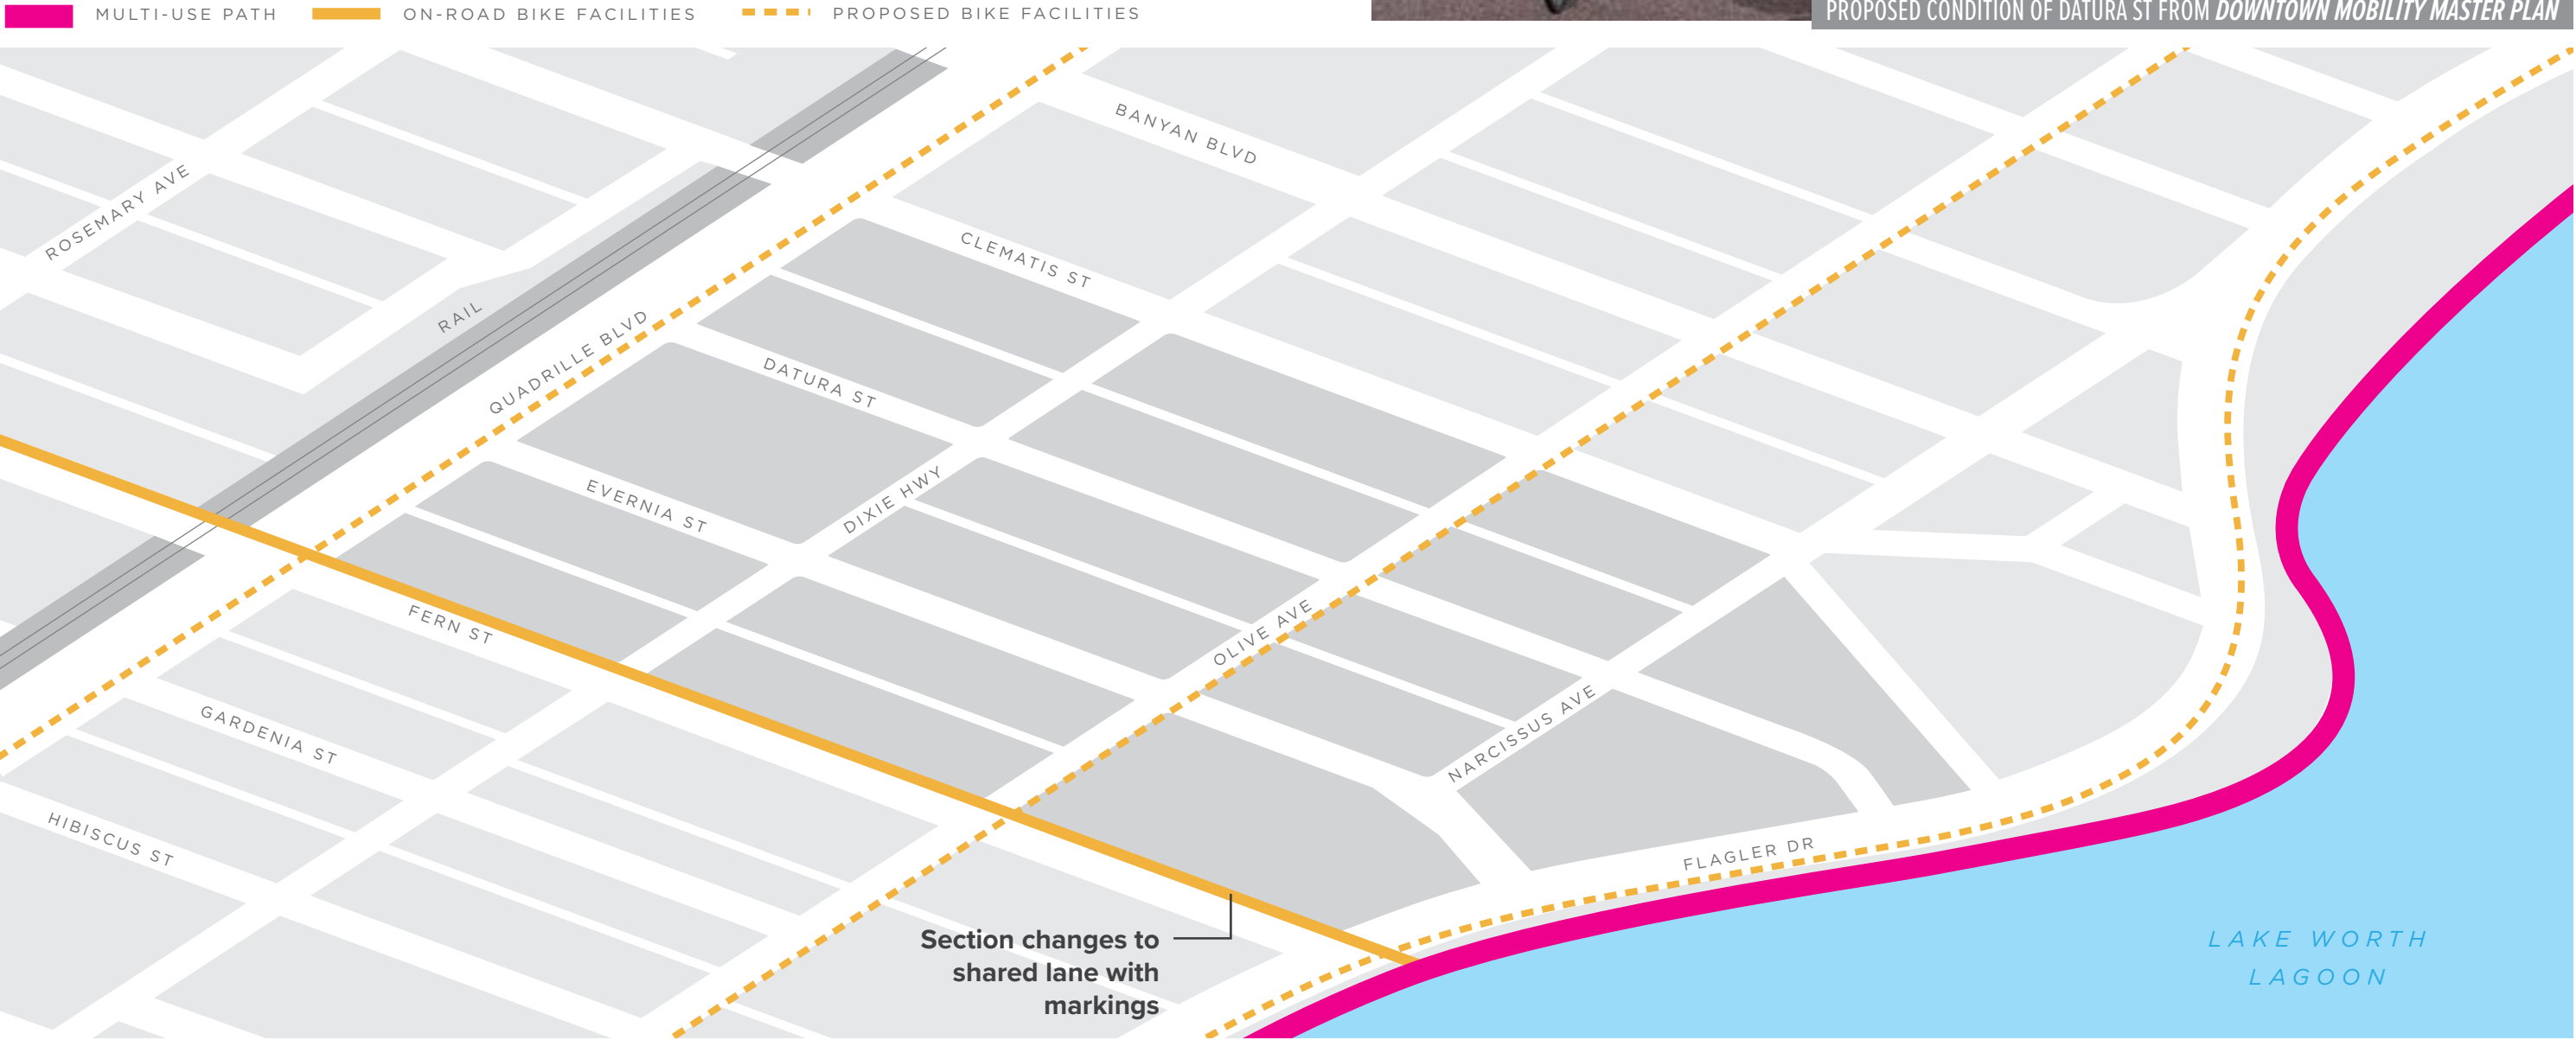 MULTI-USE PATH
ON-ROAD BIKE FACILITIES
PROPOSED BIKE FACILITIES
PROPOSED CONDITION OF DATURA ST FROM DOWNTOWN MOBILITY MASTER PLAN
BANYAN BLVD
ROSEMARY AVE
CLEMATIS ST
RAIL
QUADRILLE BLVD
DATURA ST
EVERNIA ST
DIXIE HWY
FERN ST
OLIVE AVE
NARCISSUS AVE
GARDENIA ST
HIBISCUS ST
FLAGLER DR
Section changes to
shared lane with
markings
LAKE WORTH
LAGOON